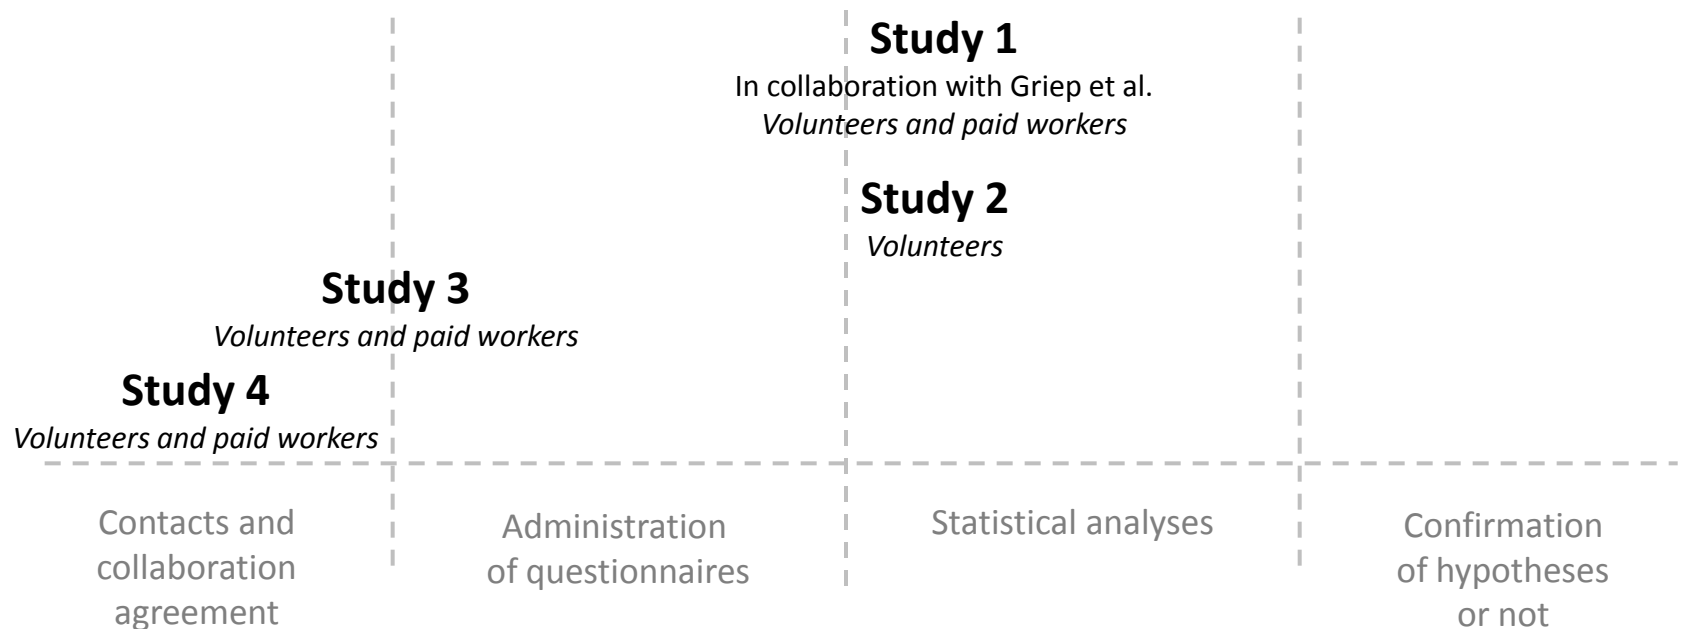 Study 1
In collaboration with Griep et al.
Volunteers and paid workers
Study 2
Volunteers
Study 3
Volunteers and paid workers
Study 4
Volunteers and paid workers
Contacts and
collaboration
agreement
Administration
of questionnaires
Statistical analyses
Confirmation
of hypotheses
or not